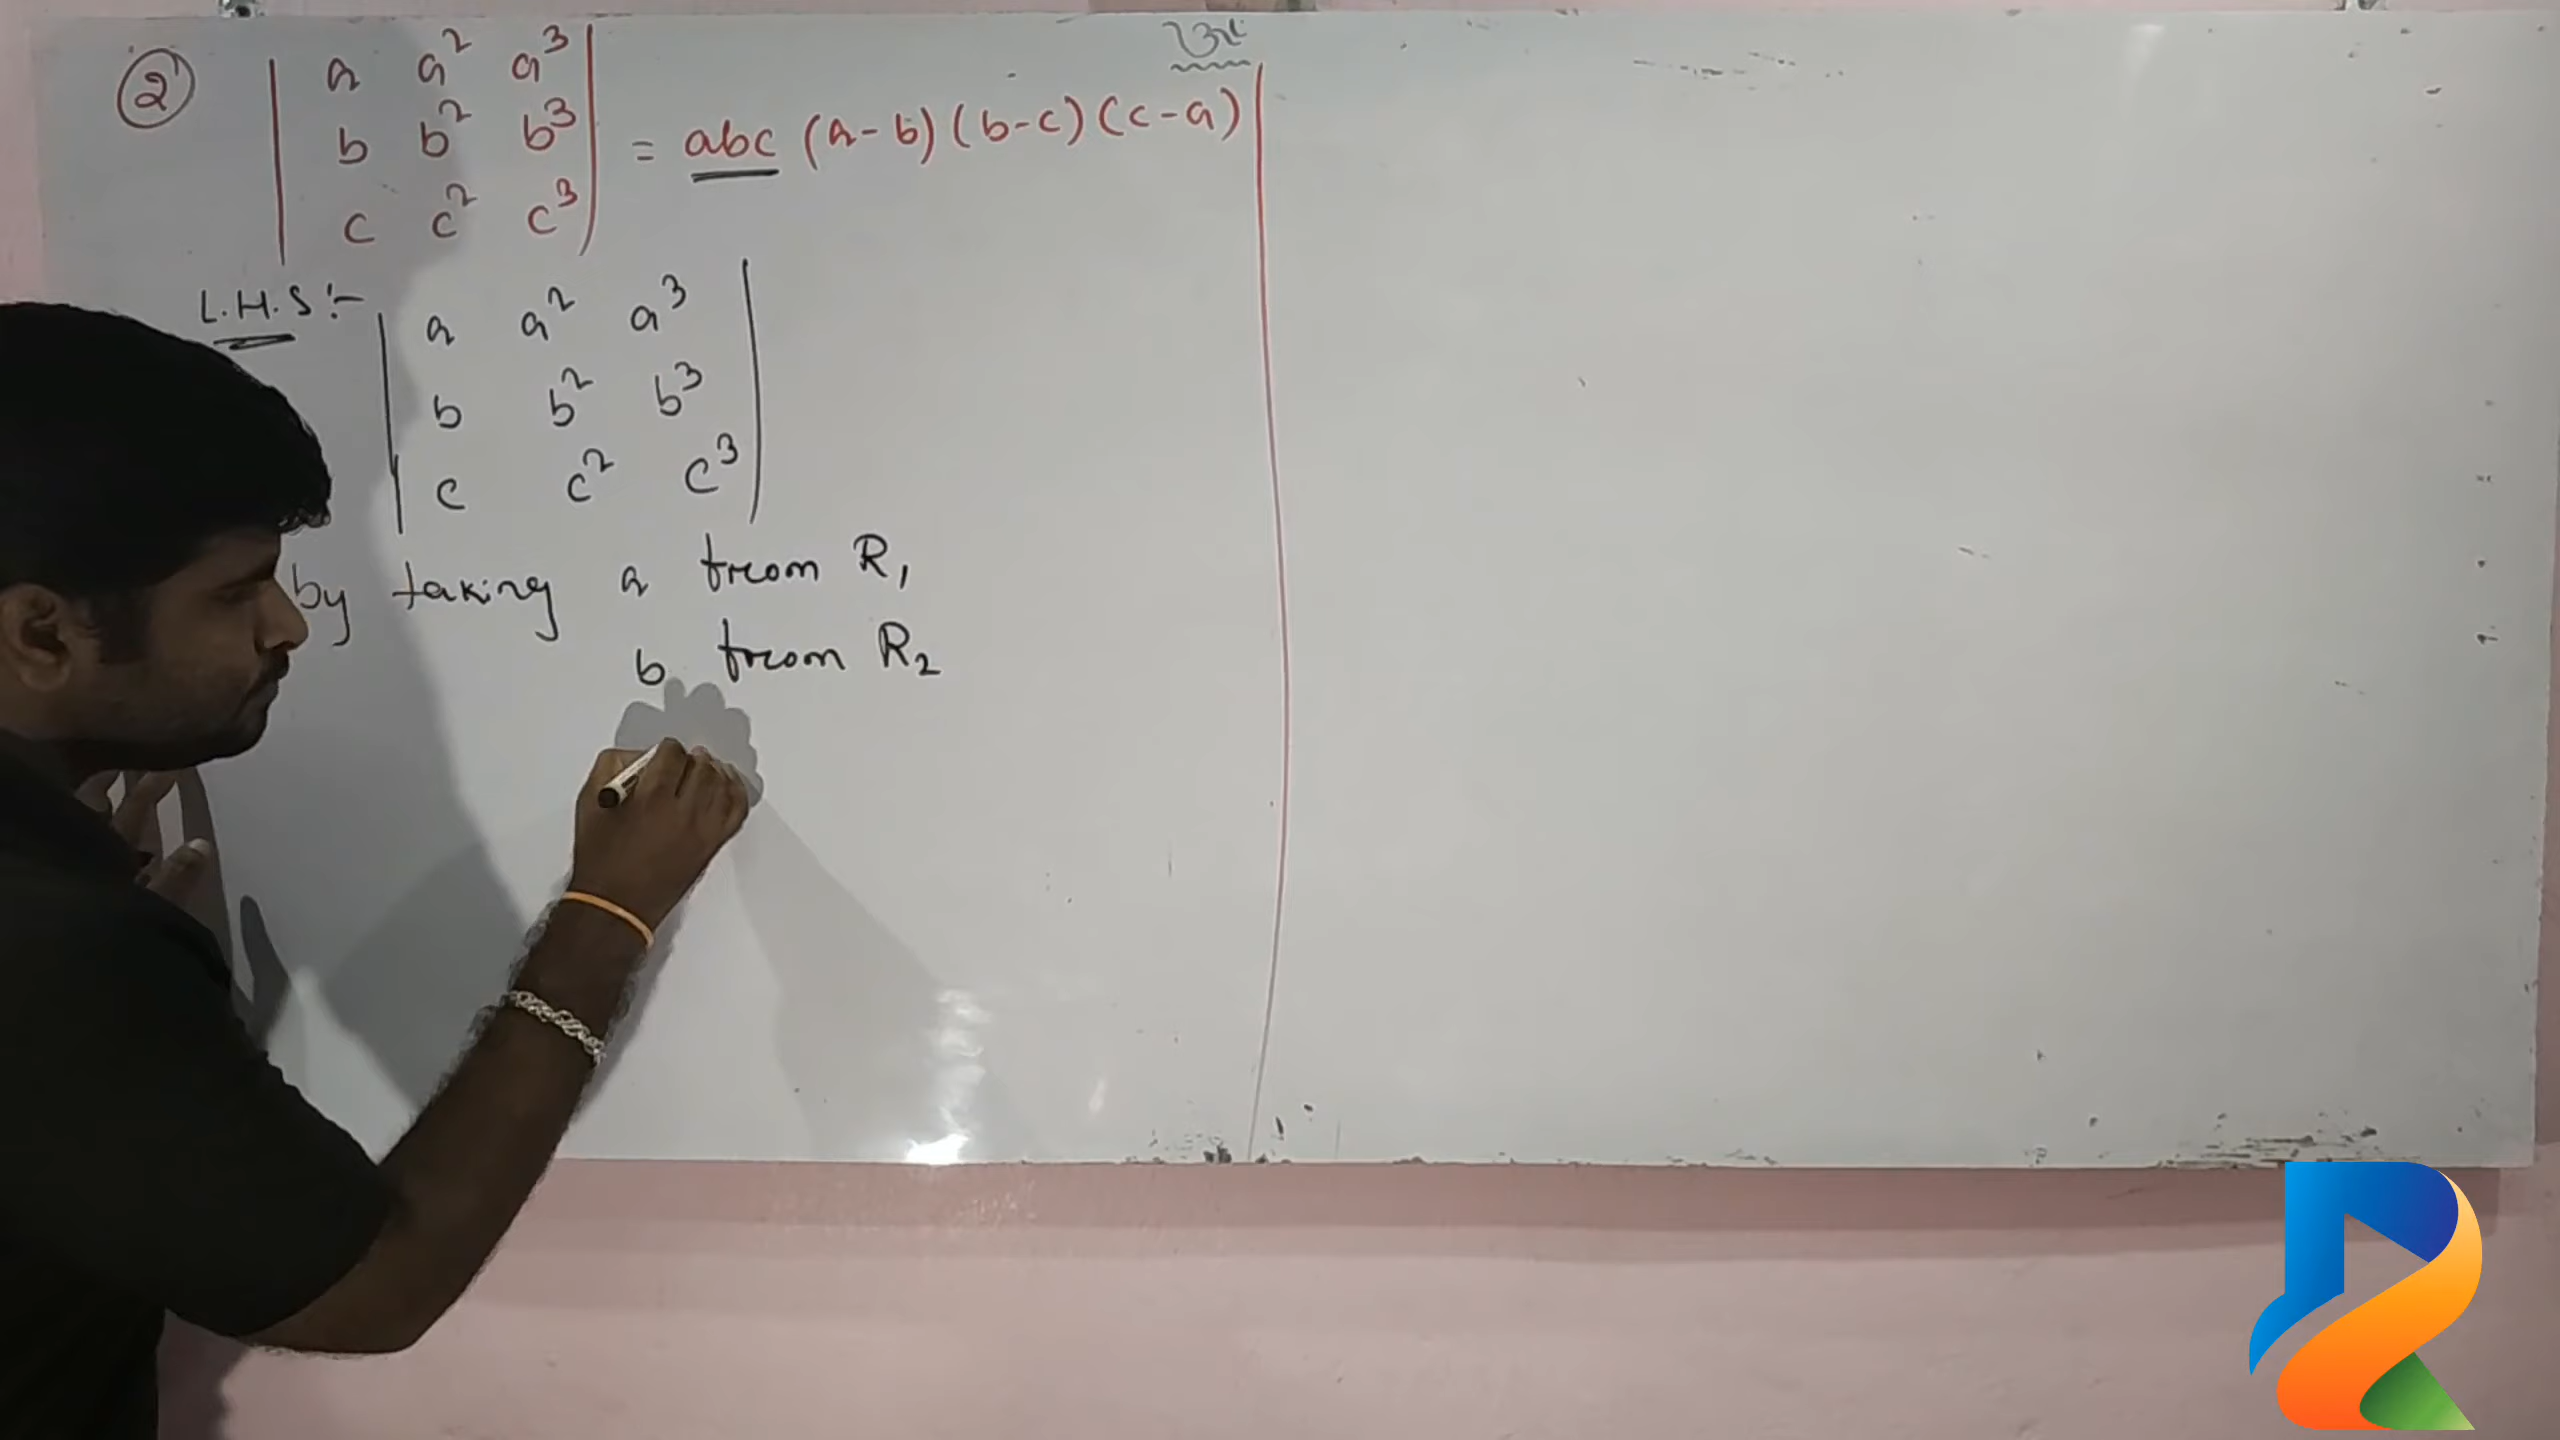 ② | a a² a³ |
| b b² b³ | = abc (a-b)(b-c)(c-a)
| c c² c³ |
L.H.S :- | a a² a³ |
| b b² b³ |
| c c² c³ |
by taking a from R₁
b from R₂